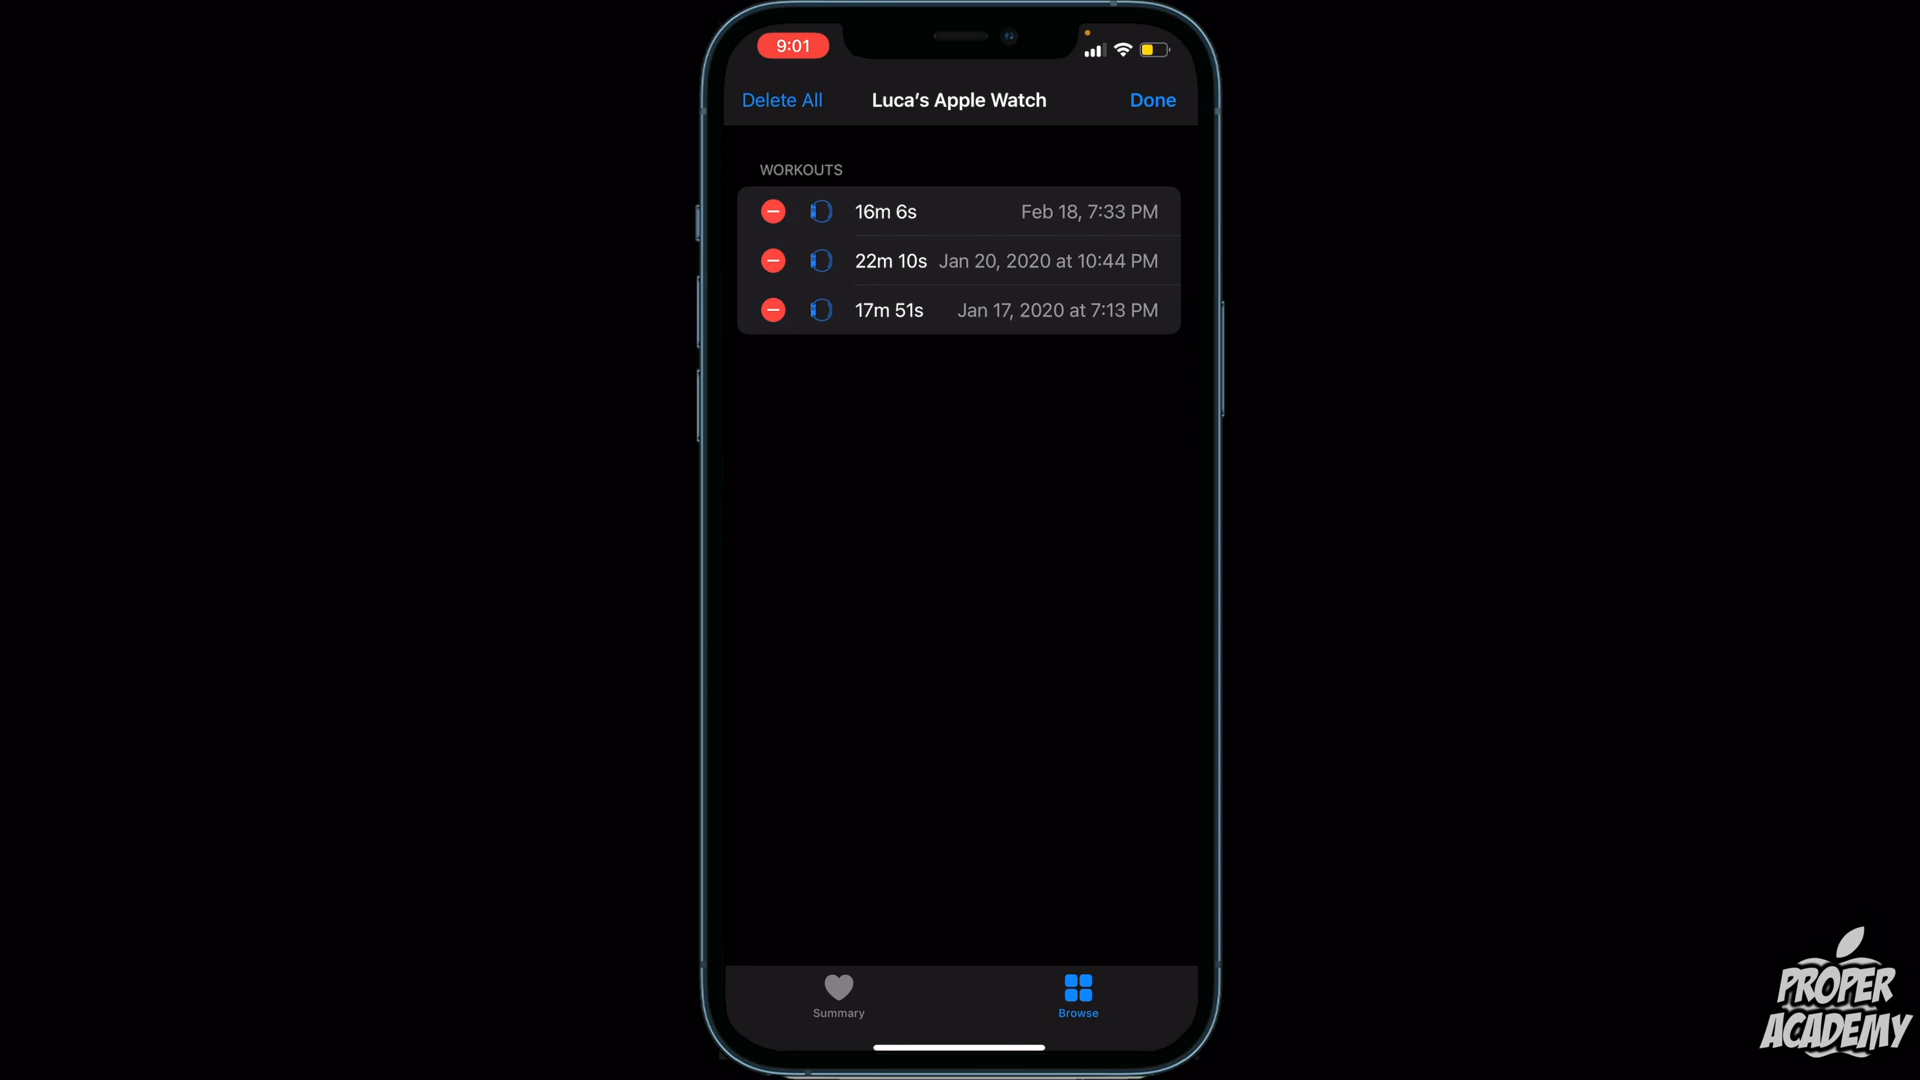 9:01
Delete All
Luca's Apple Watch
Done
WORKOUTS
16m 6s Feb 18, 7:33 PM
22m 10s Jan 20, 2020 at 10:44 PM
17m 51s Jan 17, 2020 at 7:13 PM
Summary
Browse
PROPER
ACADEMY